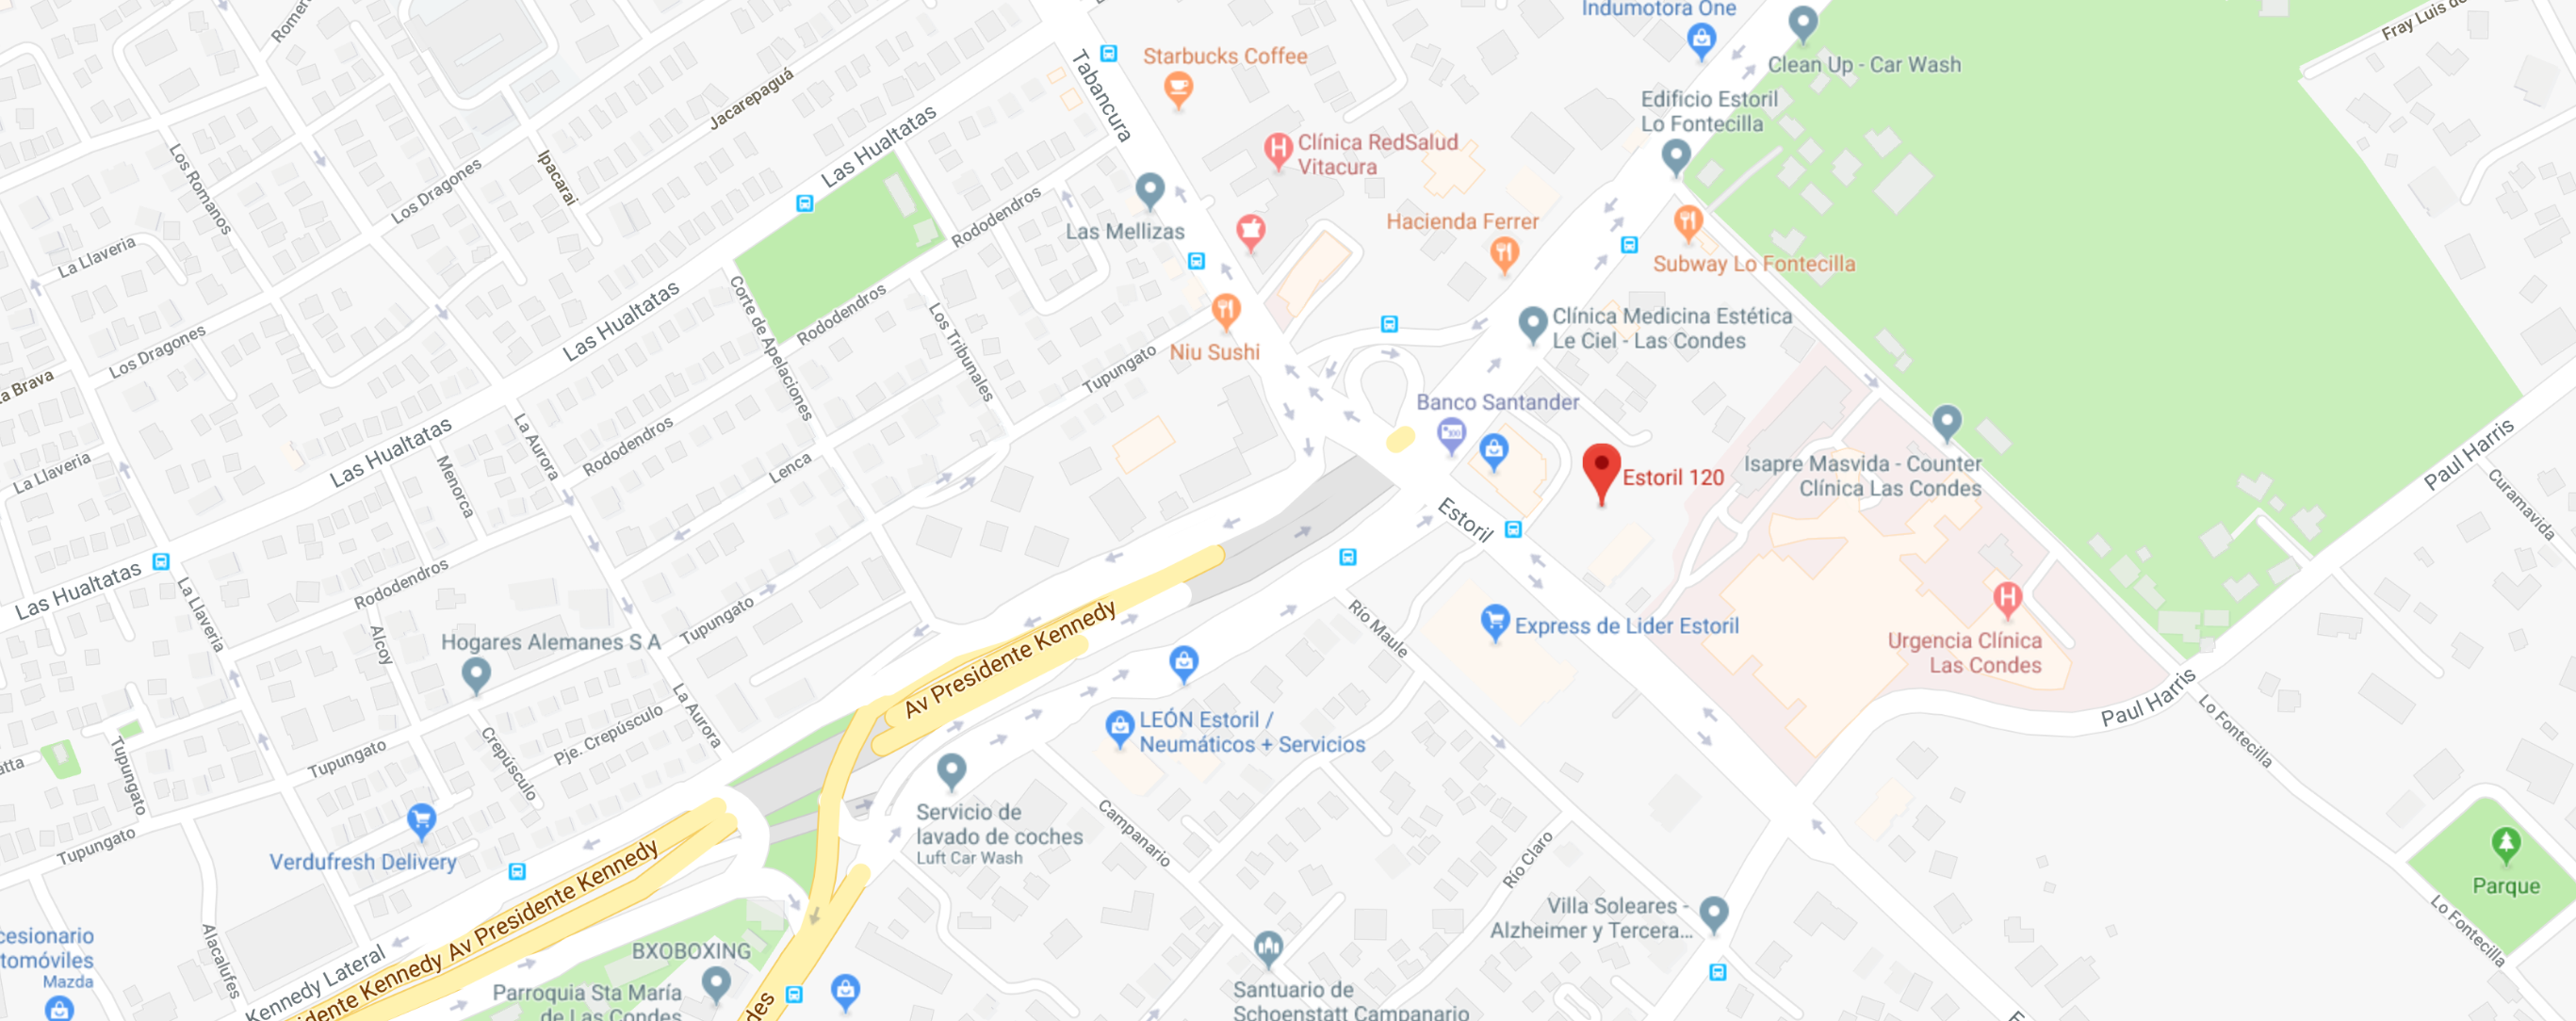 Indumotora One
Clean Up - Car Wash
Fray Luis
Starbucks Coffee
Tabancura
Jacarepaguá
Edificio Estoril
Lo Fontecilla
Clínica RedSalud
Vitacura
Las Hualtatas
Los Romanos
Ipacarai
Los Dragones
Rododendros
Las Mellizas
Hacienda Ferrer
Subway Lo Fontecilla
La Llaveria
Las Hualtatas
Corte de Apelaciones
Rododendros
Los Tribunales
Clínica Medicina Estética
Le Ciel - Las Condes
Niu Sushi
Tupungato
Los Dragones
Brava
Banco Santander
Las Hualtatas
La Aurora
Rododendros
Menorca
Lenca
La Llaveria
Estoril 120
Isapre Masvida - Counter
Clínica Las Condes
Paul Harris
Curamavida
Estoril
Las Hualtatas
La Llaveria
Rododendros
Alcoy
Tupungato
Hogares Alemanes S A
Av Presidente Kennedy
Río Maule
Express de Lider Estoril
Urgencia Clínica
Las Condes
Paul Harris
Lo Fontecilla
La Aurora
LEÓN Estoril /
Neumáticos + Servicios
Pje. Crepúsculo
Crepúsculo
Tupungato
Tupungato
Tupungato
Servicio de
lavado de coches
Luft Car Wash
Campanario
Río Claro
Verdufresh Delivery
Av Presidente Kennedy
Kennedy
Kennedy Lateral
Alacalufes
Mazda
BXOBOXING
Parroquia Sta María
de Las Condes
Santuario de
Schoenstatt Campanario
Villa Soleares -
Alzheimer y Tercera...
Parque
Lo Fontecilla